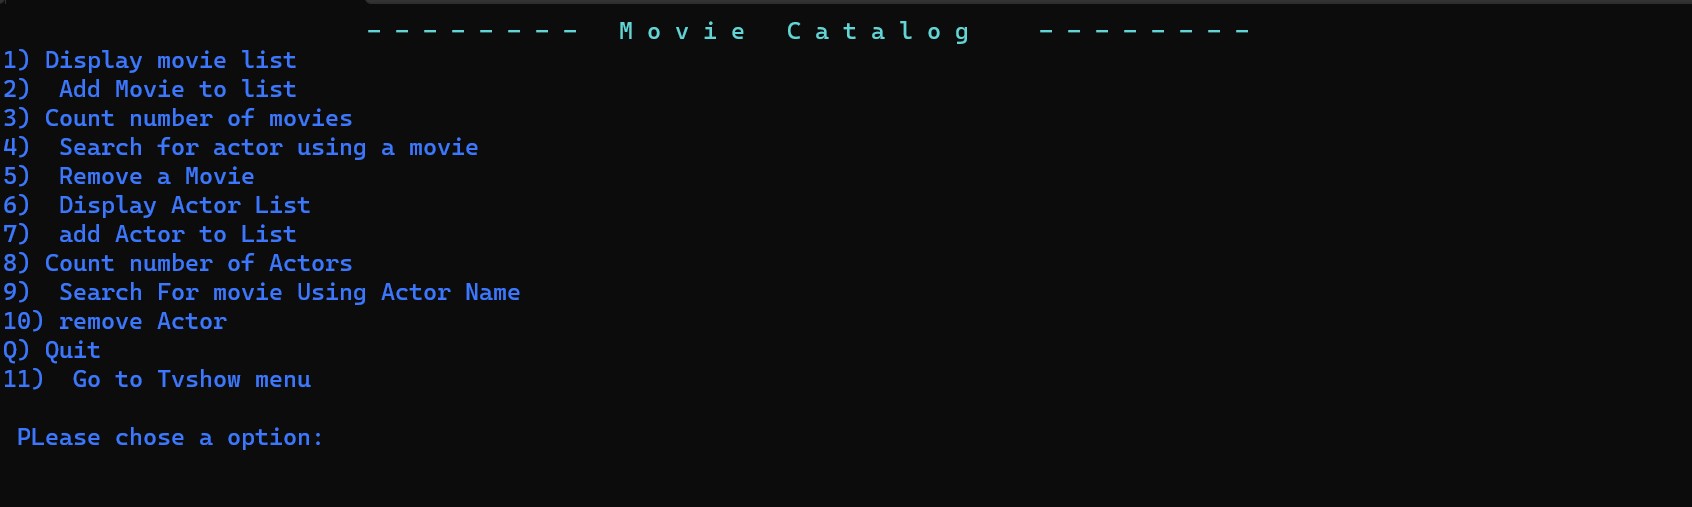 - - - - - - - - M o v i e C a t a l o g - - - - - - - -
1) Display movie list
2)  Add Movie to list
3) Count number of movies
4)  Search for actor using a movie
5)  Remove a Movie
6)  Display Actor List
7)  add Actor to List
8) Count number of Actors
9)  Search For movie Using Actor Name
10) remove Actor
Q) Quit
11)  Go to Tvshow menu
PLease chose a option: